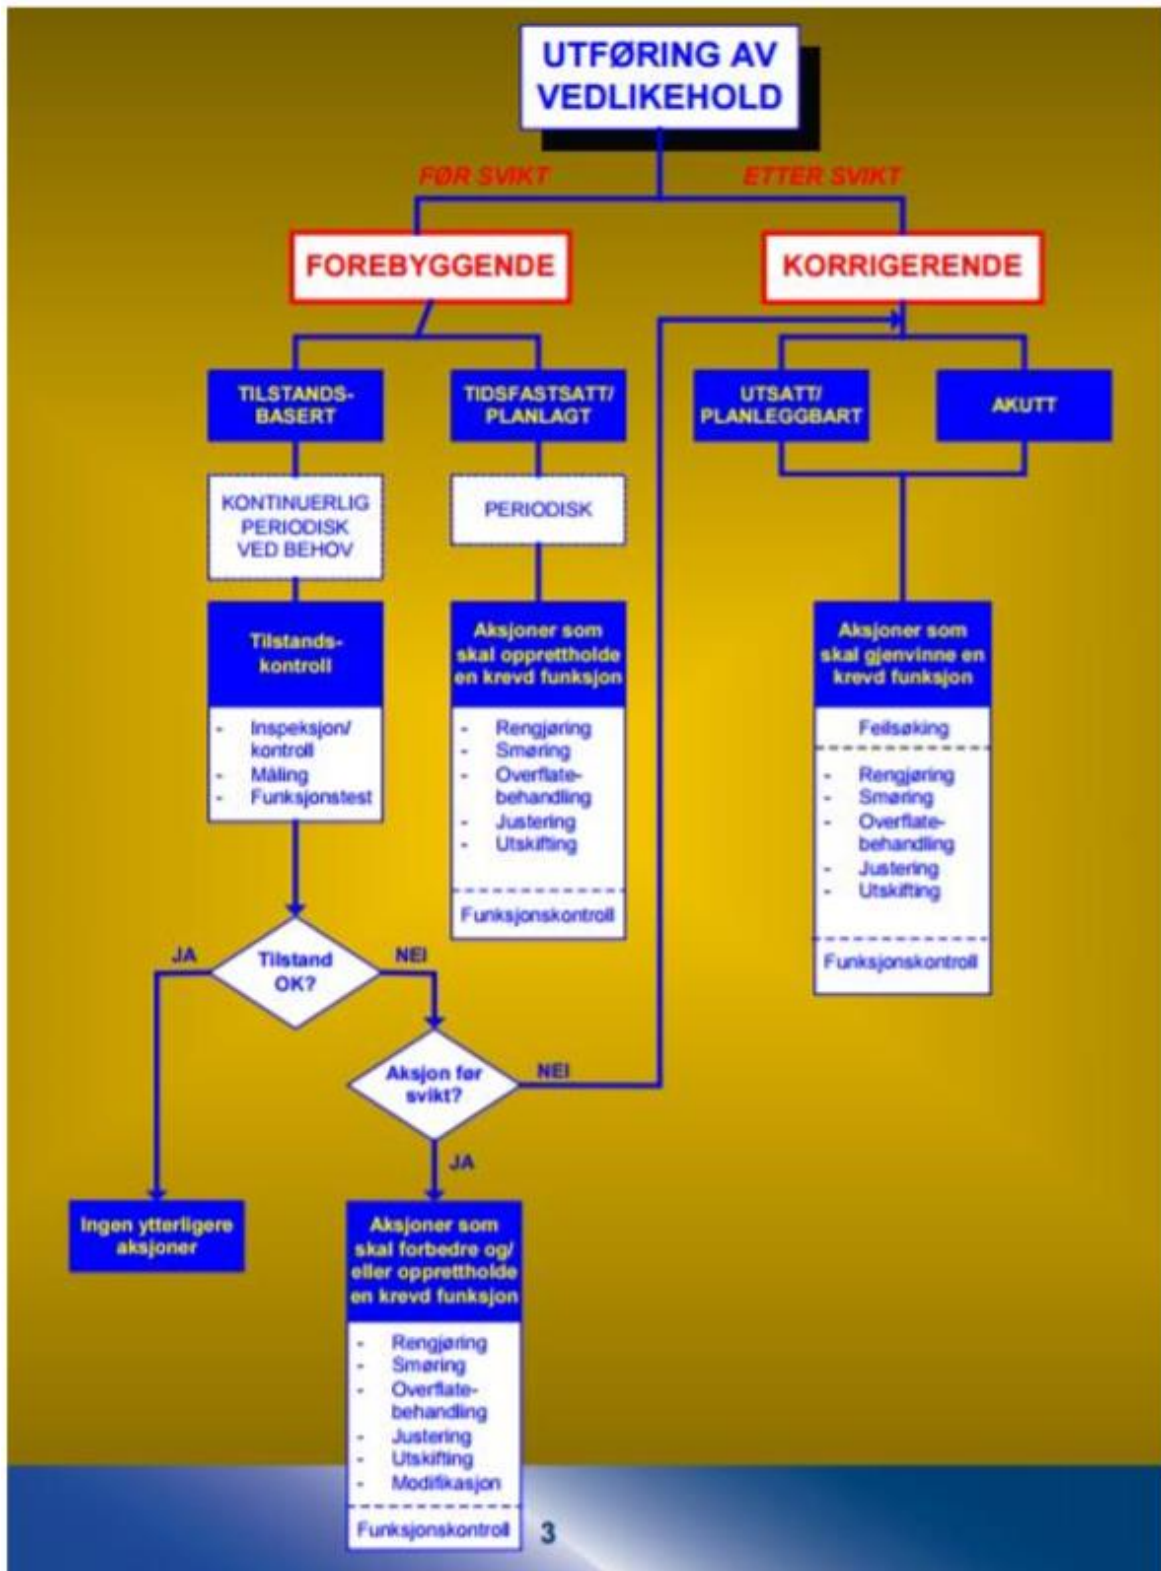 UTFØRING AV
VEDLIKEHOLD
FØR SVIKT
ETTER SVIKT
FOREBYGGENDE
KORRIGERENDE
TILSTANDS-
BASERT
TIDSFASTSATT/
PLANLAGT
UTSATT/
PLANLEGGBART
AKUTT
KONTINUERLIG
PERIODISK
VED BEHOV
PERIODISK
Tilstands-
kontroll
- Inspeksjon/
kontroll
- Måling
- Funksjonstest
Aksjoner som
skal opprettholde
en krevd funksjon
- Rengjøring
- Smøring
- Overflate-
behandling
- Justering
- Utskifting
Funksjonskontroll
Aksjoner som
skal gjenvinne en
krevd funksjon
Feilsøking
- Rengjøring
- Smøring
- Overflate-
behandling
- Justering
- Utskifting
Funksjonskontroll
JA
Tilstand
OK?
NEI
Aksjon før
svikt?
NEI
JA
Ingen ytterligere
aksjoner
Aksjoner som
skal forbedre og/
eller opprettholde
en krevd funksjon
- Rengjøring
- Smøring
- Overflate-
behandling
- Justering
- Utskifting
- Modifikasjon
Funksjonskontroll
3